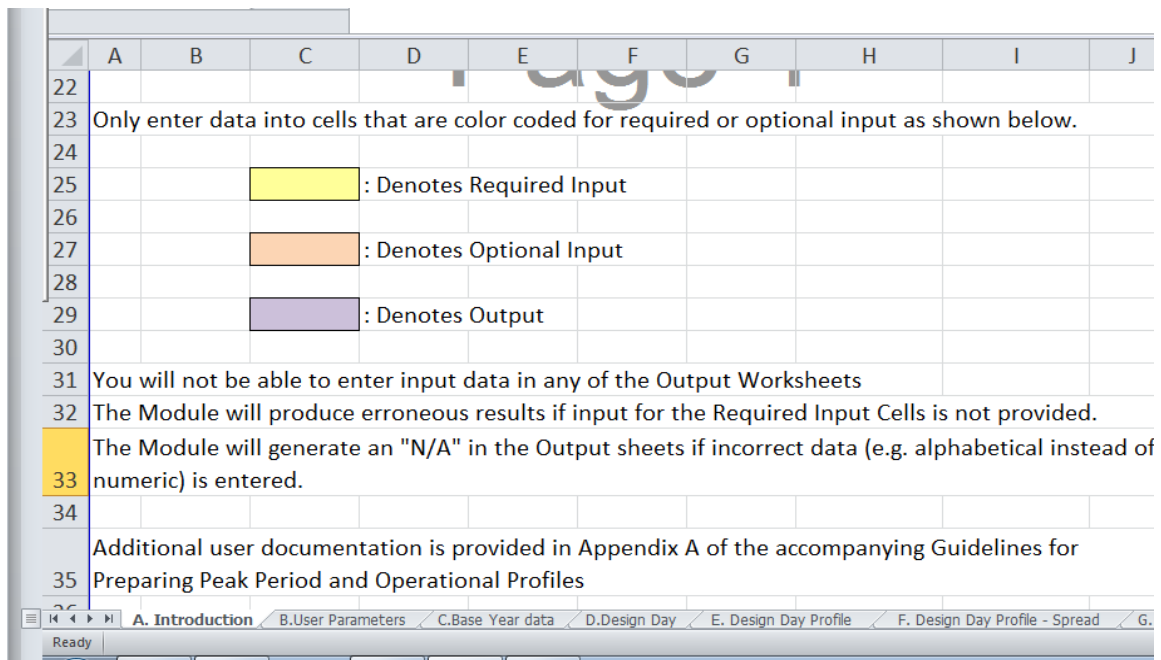 A B C D E F G H I J
Page 1
22
23 Only enter data into cells that are color coded for required or optional input as shown below.
24
25 : Denotes Required Input
26
27 : Denotes Optional Input
28
29 : Denotes Output
30
31 You will not be able to enter input data in any of the Output Worksheets
32 The Module will produce erroneous results if input for the Required Input Cells is not provided.
The Module will generate an "N/A" in the Output sheets if incorrect data (e.g. alphabetical instead of
33 numeric) is entered.
34
Additional user documentation is provided in Appendix A of the accompanying Guidelines for
35 Preparing Peak Period and Operational Profiles
A. Introduction B.User Parameters C.Base Year data D.Design Day E. Design Day Profile F. Design Day Profile - Spread G.
Ready